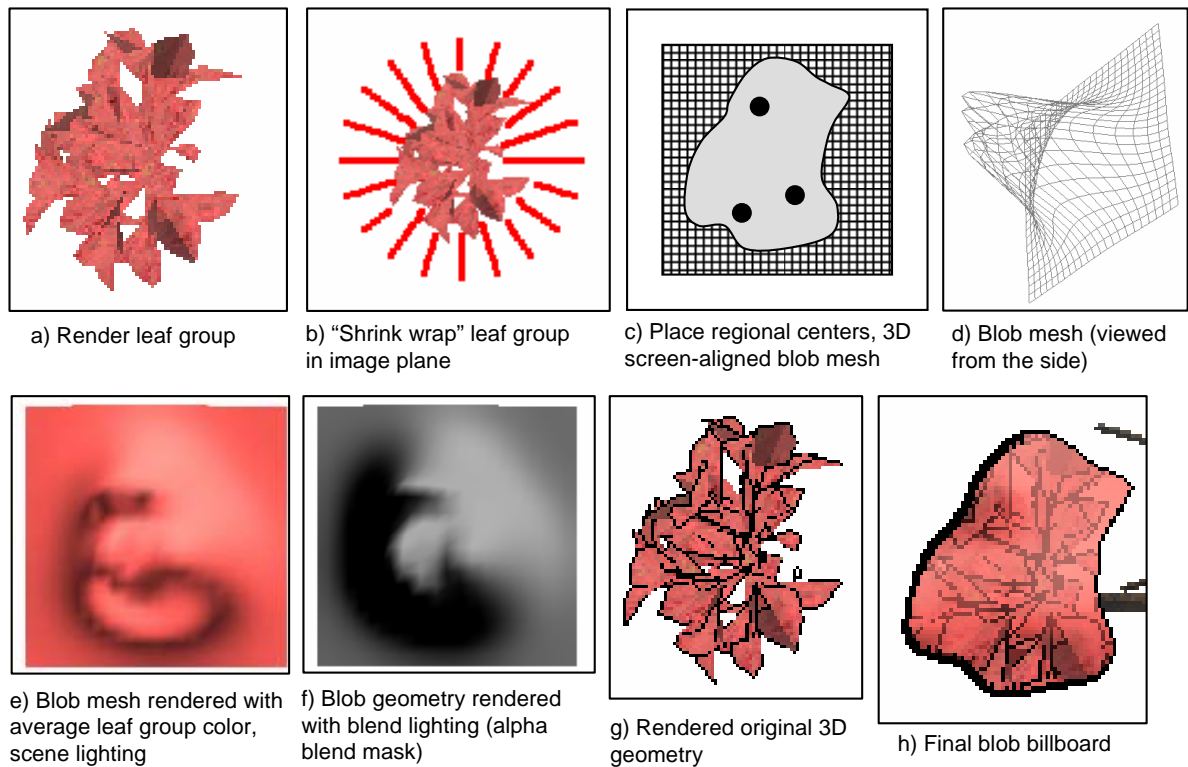 a) Render leaf group
b) “Shrink wrap” leaf group
in image plane
c) Place regional centers, 3D
screen-aligned blob mesh
d) Blob mesh (viewed
from the side)
e) Blob mesh rendered with
average leaf group color,
scene lighting
f) Blob geometry rendered
with blend lighting (alpha
blend mask)
g) Rendered original 3D
geometry
h) Final blob billboard